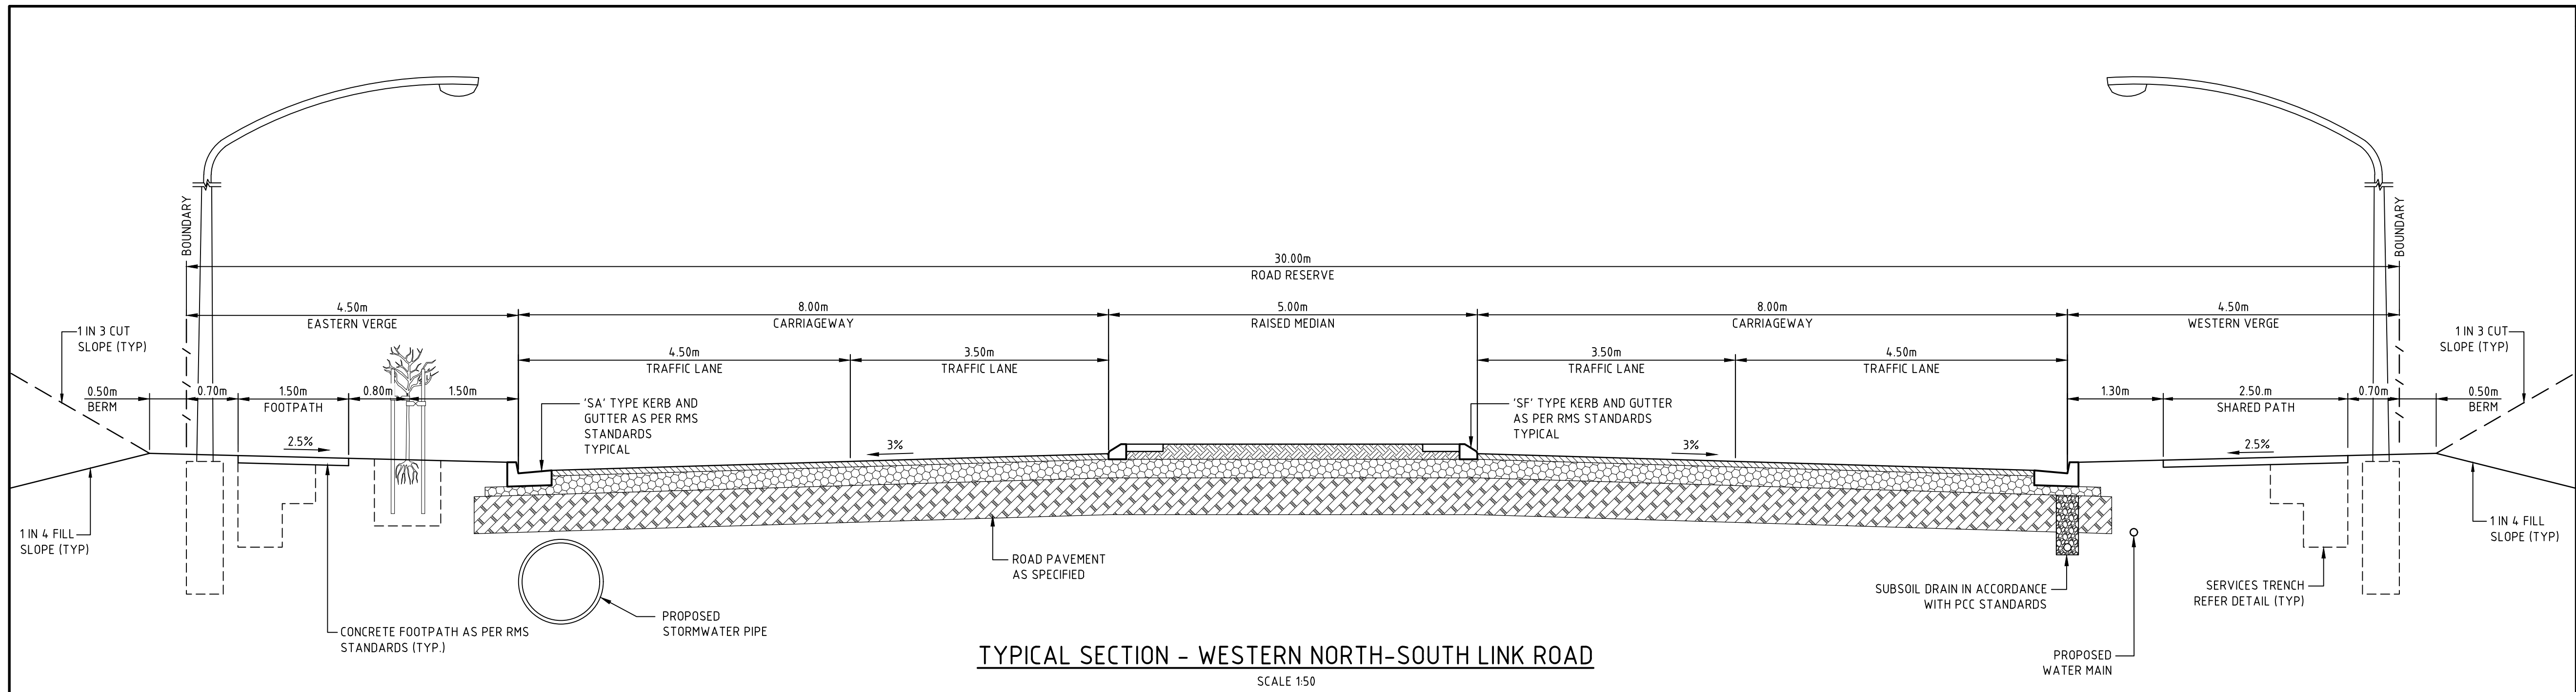 BOUNDARY
BOUNDARY
30.00m
ROAD RESERVE
4.50m
EASTERN VERGE
8.00m
CARRIAGEWAY
5.00m
RAISED MEDIAN
8.00m
CARRIAGEWAY
4.50m
WESTERN VERGE
1 IN 3 CUT
SLOPE (TYP)
4.50m
TRAFFIC LANE
3.50m
TRAFFIC LANE
3.50m
TRAFFIC LANE
4.50m
TRAFFIC LANE
1 IN 3 CUT
SLOPE (TYP)
0.50m
BERM
0.70m
1.50m
FOOTPATH
0.80m
1.50m
1.30m
2.50.m
SHARED PATH
0.70m
0.50m
BERM
'SA' TYPE KERB AND
GUTTER AS PER RMS
STANDARDS
TYPICAL
'SF' TYPE KERB AND GUTTER
AS PER RMS STANDARDS
TYPICAL
2.5%
3%
3%
2.5%
1 IN 4 FILL
SLOPE (TYP)
1 IN 4 FILL
SLOPE (TYP)
ROAD PAVEMENT
AS SPECIFIED
SUBSOIL DRAIN IN ACCORDANCE
WITH PCC STANDARDS
SERVICES TRENCH
REFER DETAIL (TYP)
PROPOSED
STORMWATER PIPE
CONCRETE FOOTPATH AS PER RMS
STANDARDS (TYP.)
PROPOSED
WATER MAIN
TYPICAL SECTION - WESTERN NORTH-SOUTH LINK ROAD
SCALE 1:50